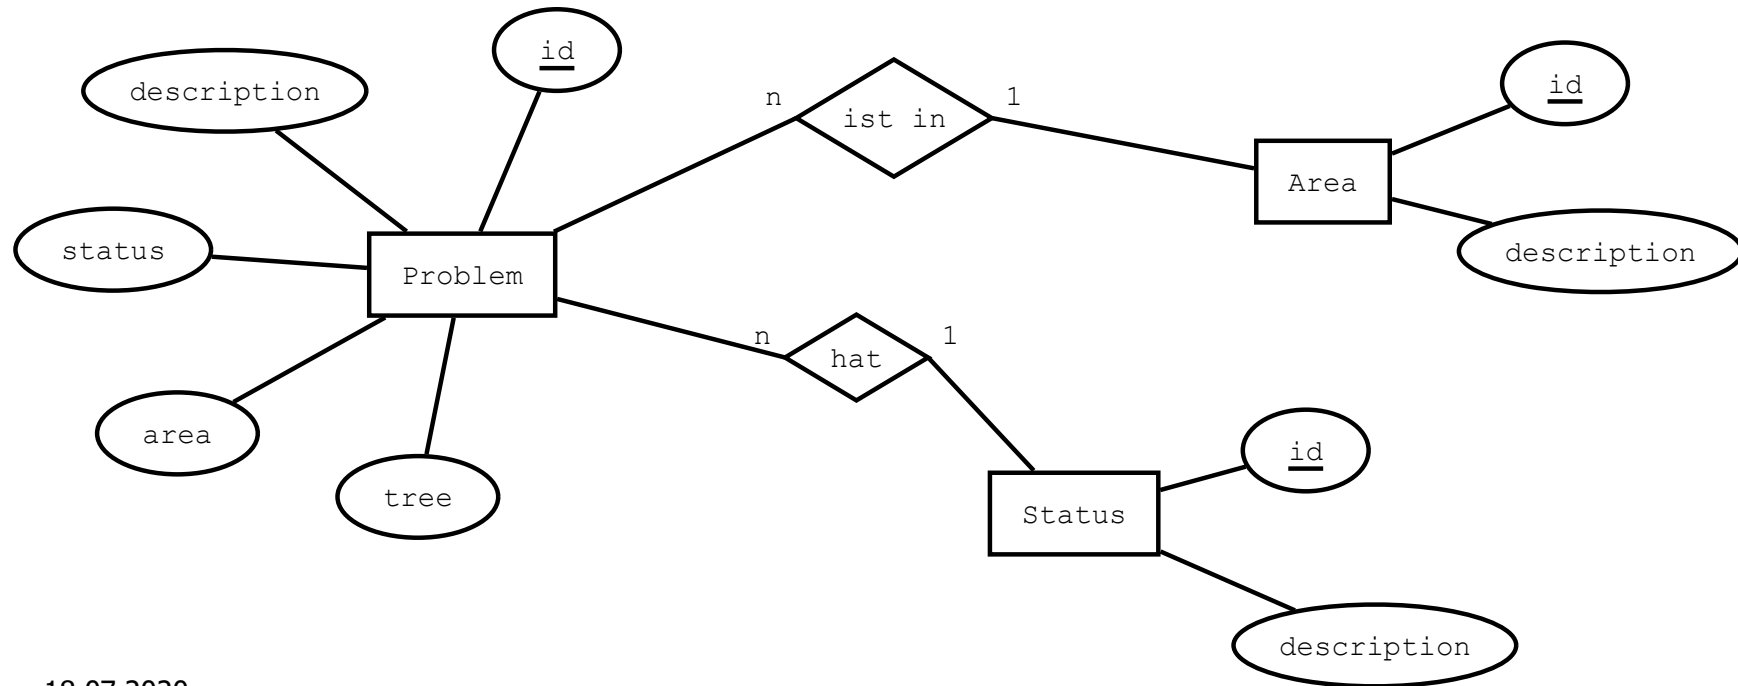 id
description
n
ist in
1
id
Area
status
Problem
description
n
hat
1
area
tree
id
Status
description